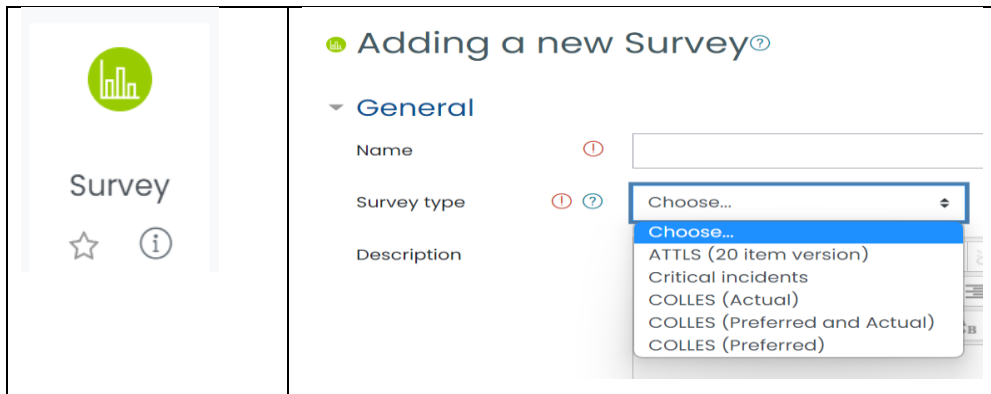 Survey
Adding a new Survey
General
Name
Survey type
Choose...
Choose...
ATTLS (20 item version)
Critical incidents
COLLES (Actual)
COLLES (Preferred and Actual)
COLLES (Preferred)
Description